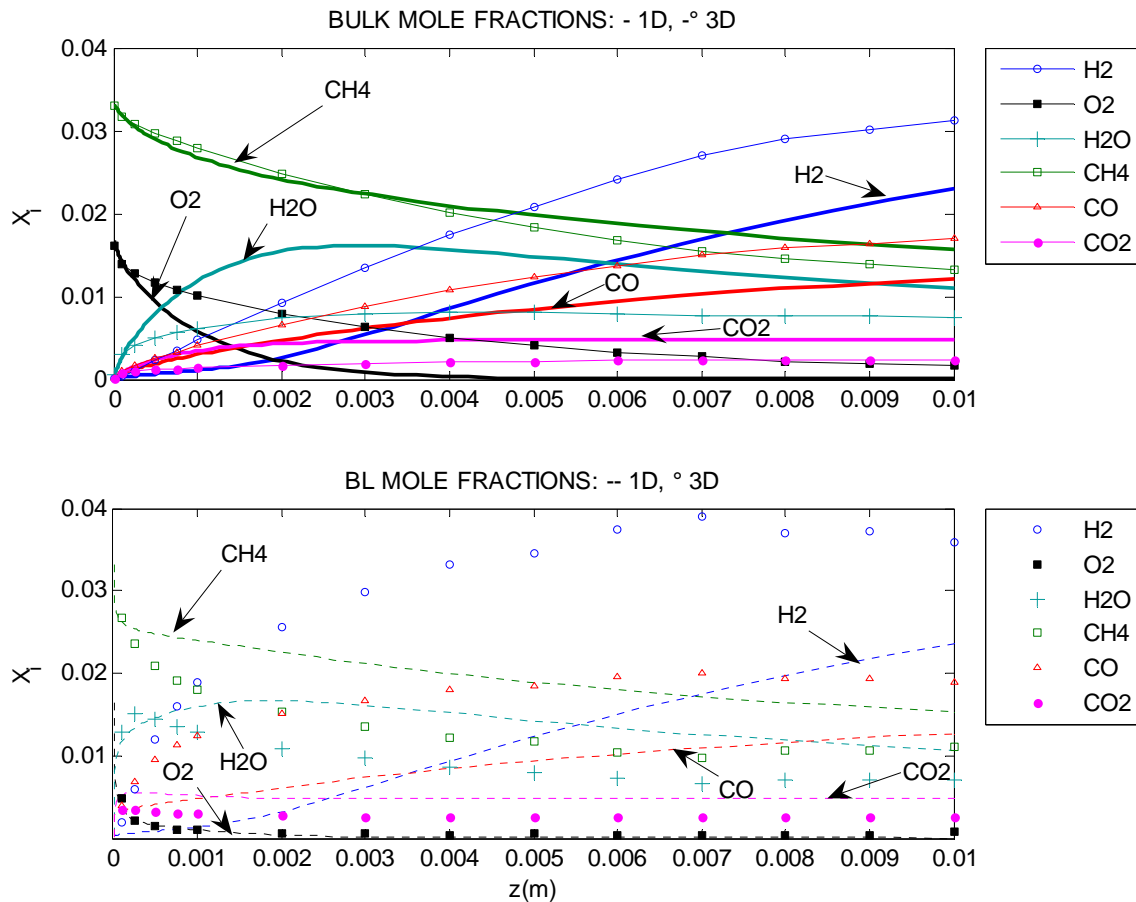 BULK MOLE FRACTIONS: - 1D, -° 3D
0.04
0.03
0.02
0.01
0
X_i
CH4
O2
H2O
H2
CO
CO2
0 0.001 0.002 0.003 0.004 0.005 0.006 0.007 0.008 0.009 0.01
H2
O2
H2O
CH4
CO
CO2
BL MOLE FRACTIONS: -- 1D, ° 3D
0.04
0.03
0.02
0.01
X_i
CH4
H2
O2
H2O
CO
CO2
0 0.001 0.002 0.003 0.004 0.005 0.006 0.007 0.008 0.009 0.01
z(m)
H2
O2
H2O
CH4
CO
CO2